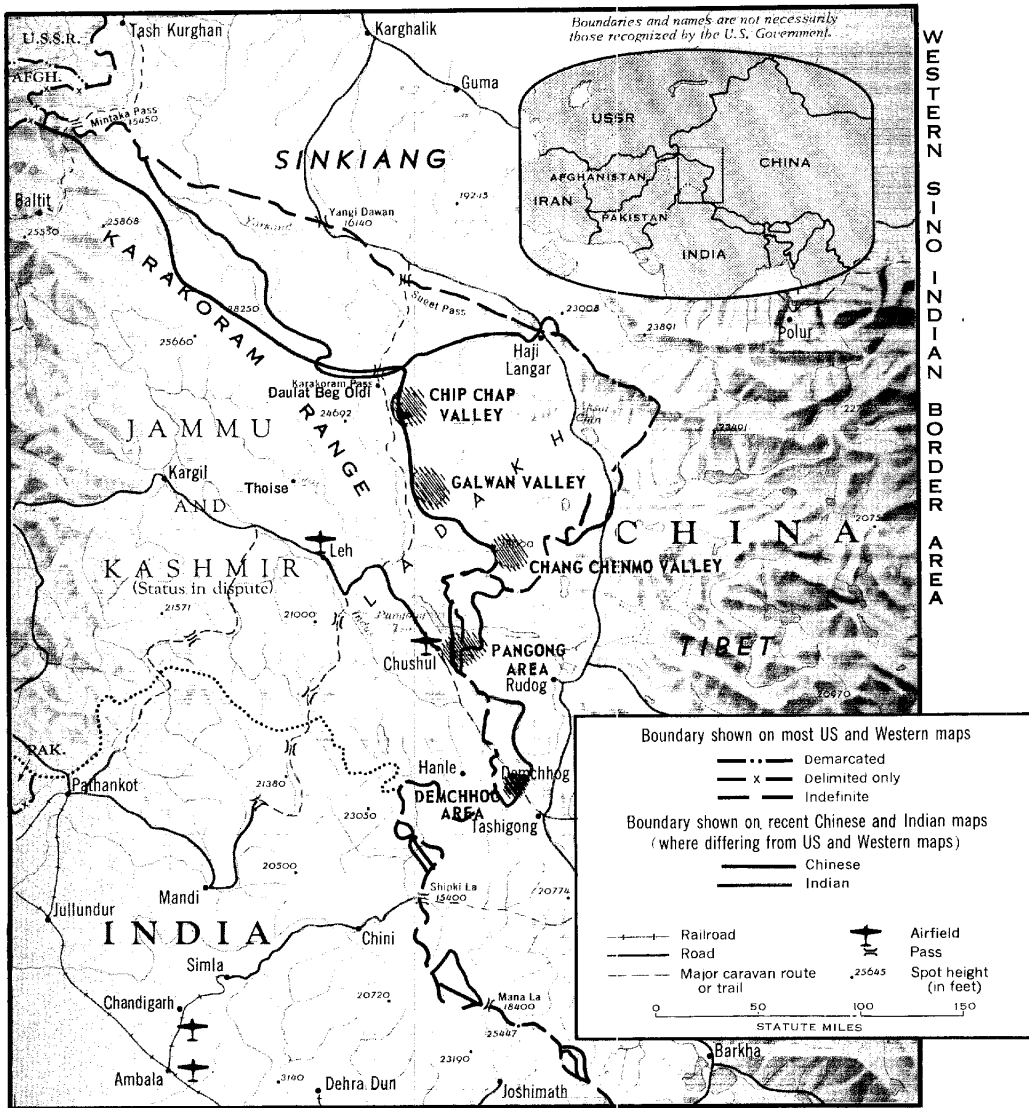 Boundaries and names are not necessarily
those recognized by the U.S. Government.
WESTERN SINO INDIAN BORDER AREA
U.S.S.R.
Tash Kurghan
Karghalik
AFGH.
Guma
Mintaka Pass
15450
SINKIANG
USSR
CHINA
AFGHANISTAN
IRAN
PAKISTAN
INDIA
19245
Baltit
25868
25550
Yangi Dawan
16140
Yarkand
KARAKORAM
RANGE
28250
25660
Suget Pass
23008
23891
Polur
Haji
Langar
Karakoram Pass
Daulat Beg Oldi
24692
CHIP CHAP
VALLEY
JAMMU
AND
KASHMIR
(Status in dispute)
Kargil
Thoise
GALWAN VALLEY
LADAKH
CHINA
Leh
CHANG CHENMO VALLEY
21571
21000
Indus
Chushul
PANGONG
AREA
Rudog
TIBET
PAK.
Pathankot
21380
Hanle
Demchhog
DEMCHHOG
AREA
Tashigong
23050
20500
Mandi
Shipki La
15400
20774
Jullundur
INDIA
Chini
Simla
Chandigarh
20720
Mana La
18400
25447
23190
Ambala
3140
Dehra Dun
Joshimath
Barkha
Boundary shown on most US and Western maps
Demarcated
Delimited only
Indefinite
Boundary shown on recent Chinese and Indian maps
(where differing from US and Western maps)
Chinese
Indian
Railroad
Road
Major caravan route
or trail
Airfield
Pass
.25645 Spot height
(in feet)
0 50 100 150
STATUTE MILES